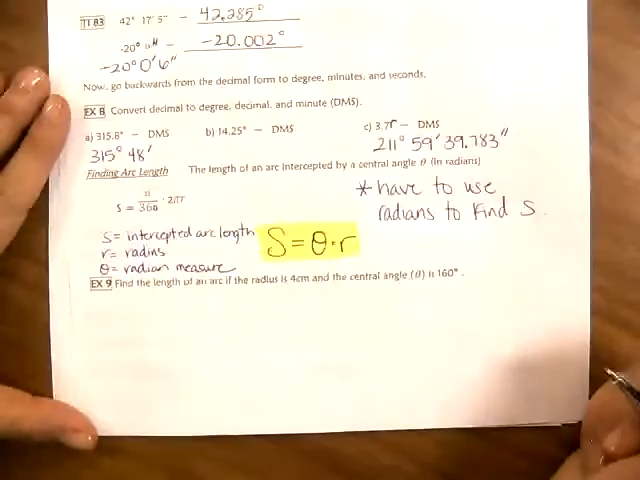 TI 83 42° 17' 5" – 42.285°
-20° 6" – -20.002°
-20° 0' 6"
Now, go backwards from the decimal form to degree, minutes, and seconds.
EX 8 Convert decimal to degree, decimal, and minute (DMS).
a) 315.8° – DMS b) 14.25° – DMS c) 3.7r – DMS
315° 48' 211° 59' 39.783"
Finding Arc Length The length of an arc intercepted by a central angle θ (in radians)
S = n/360 · 2πr
* have to use
radians to find S.
S = intercepted arc length
r = radius
θ = radian measure
S = θ · r
EX 9 Find the length of an arc if the radius is 4cm and the central angle (θ) is 160°.